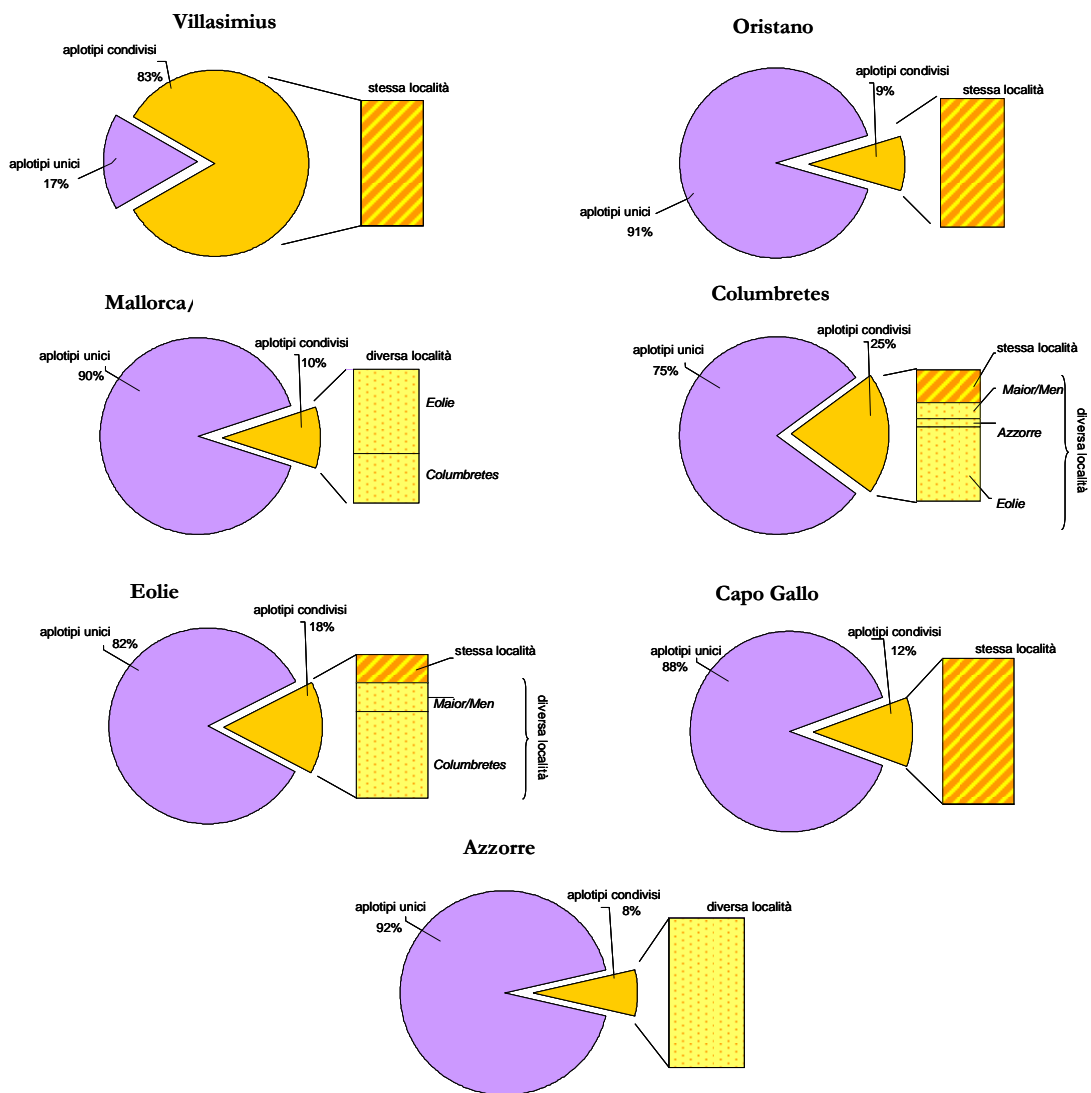 Villasimius
aplotipi condivisi
83%
stessa località
aplotipi unici
17%
Oristano
aplotipi condivisi
9%
stessa località
aplotipi unici
91%
Mallorca/
aplotipi unici
90%
aplotipi condivisi
10%
diversa località
Eolie
Columbretes
Columbretes
aplotipi unici
75%
aplotipi condivisi
25%
stessa località
Maior/Men
Azzorre
Eolie
diversa località
Eolie
aplotipi unici
82%
aplotipi condivisi
18%
stessa località
Maior/Men
Columbretes
diversa località
Capo Gallo
aplotipi unici
88%
aplotipi condivisi
12%
stessa località
Azzorre
aplotipi unici
92%
aplotipi condivisi
8%
diversa località